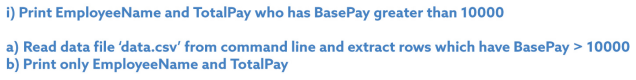 i) Print EmployeeName and TotalPay who has BasePay greater than 10000
a) Read data file ‘data.csv’ from command line and extract rows which have BasePay > 10000
b) Print only EmployeeName and TotalPay